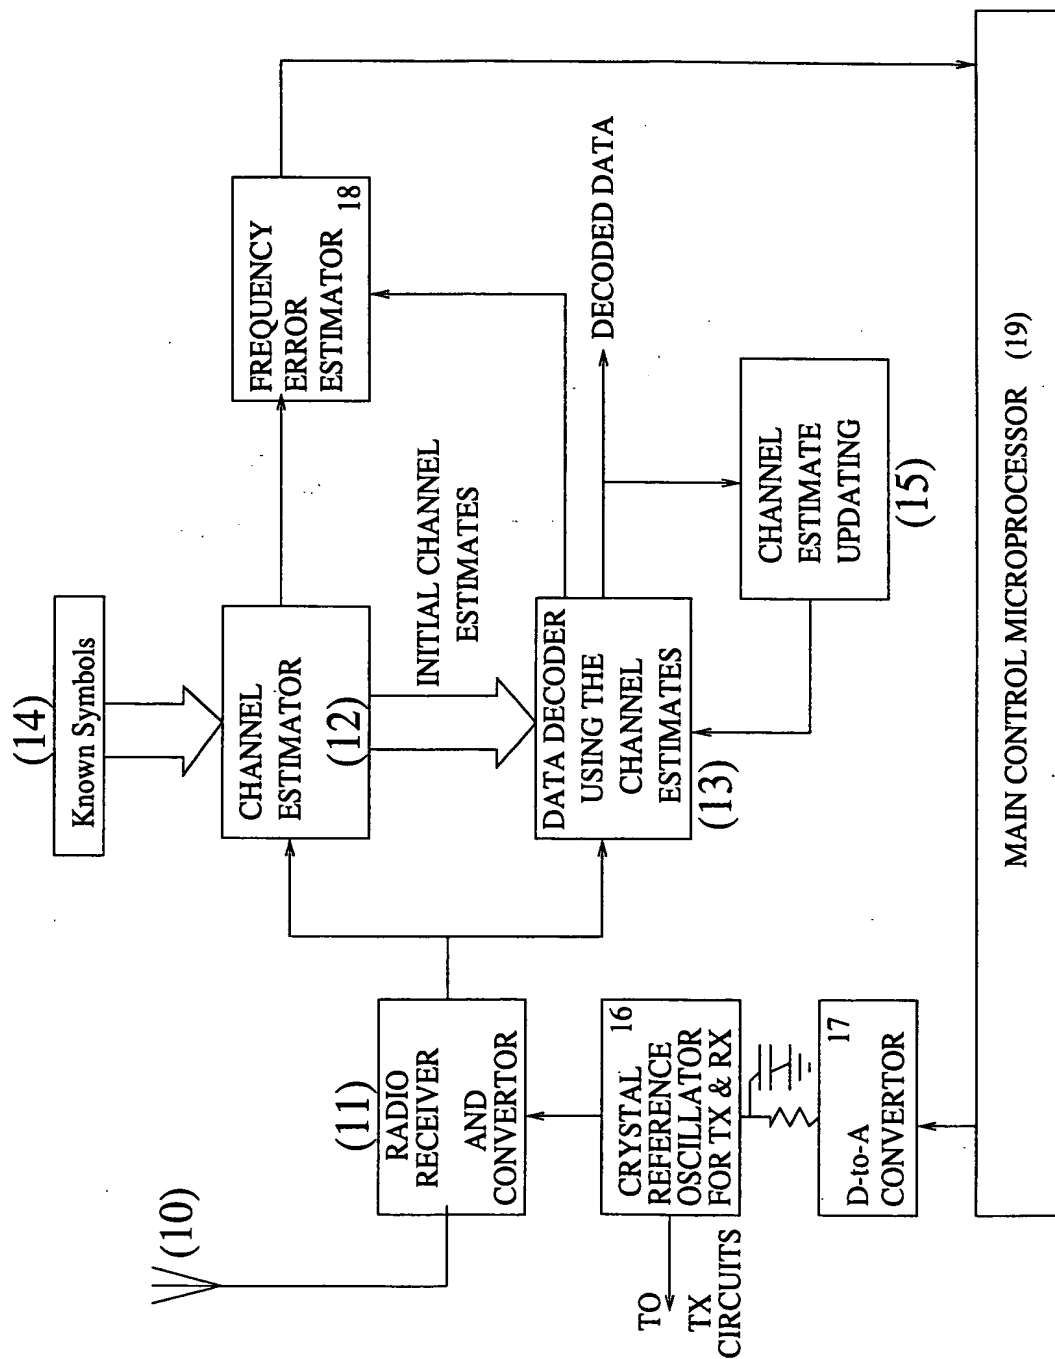 (14)
Known Symbols
CHANNEL
ESTIMATOR
(12)
FREQUENCY
ERROR
ESTIMATOR
18
INITIAL CHANNEL
ESTIMATES
(10)
(11)
RADIO
RECEIVER
AND
CONVERTOR
DATA DECODER
USING THE
CHANNEL
ESTIMATES
(13)
DECODED DATA
CHANNEL
ESTIMATE
UPDATING
(15)
TO
TX
CIRCUITS
16
CRYSTAL
REFERENCE
OSCILLATOR
FOR TX & RX
17
D-to-A
CONVERTOR
MAIN CONTROL MICROPROCESSOR (19)